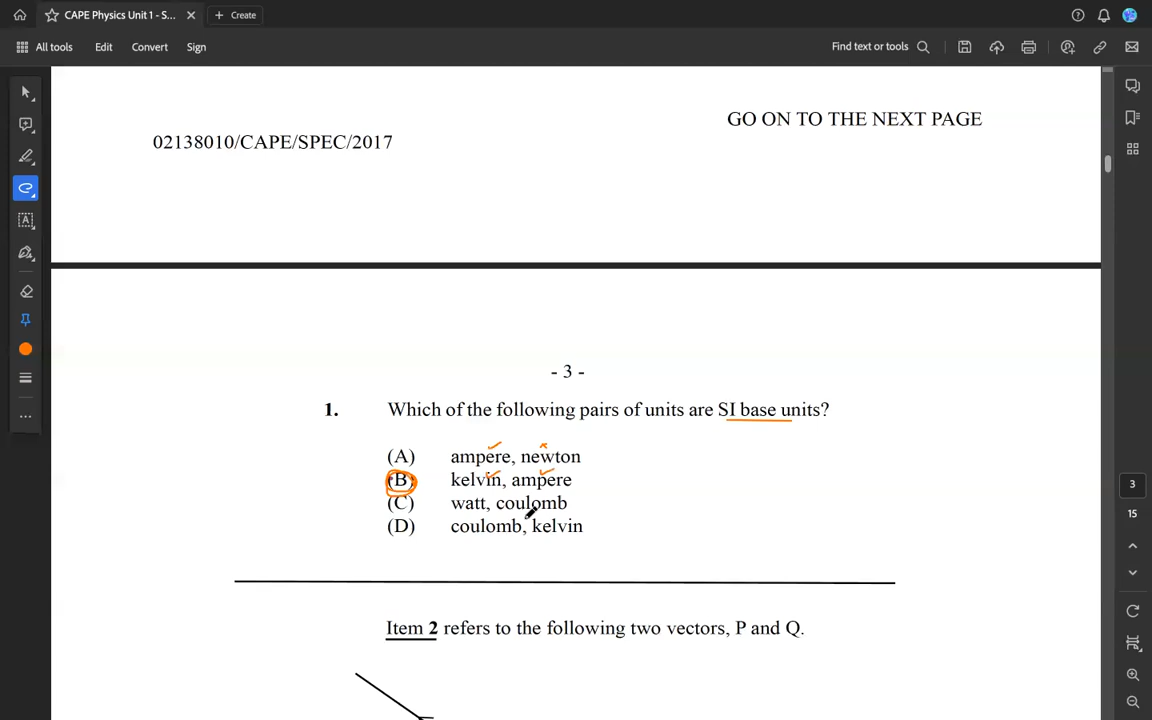 CAPE Physics Unit 1 - S...
Create
All tools Edit Convert Sign
Find text or tools
GO ON TO THE NEXT PAGE
02138010/CAPE/SPEC/2017
- 3 -
1. Which of the following pairs of units are SI base units?
(A) ampere, newton
(B) kelvin, ampere
(C) watt, coulomb
(D) coulomb, kelvin
3
15
Item 2 refers to the following two vectors, P and Q.